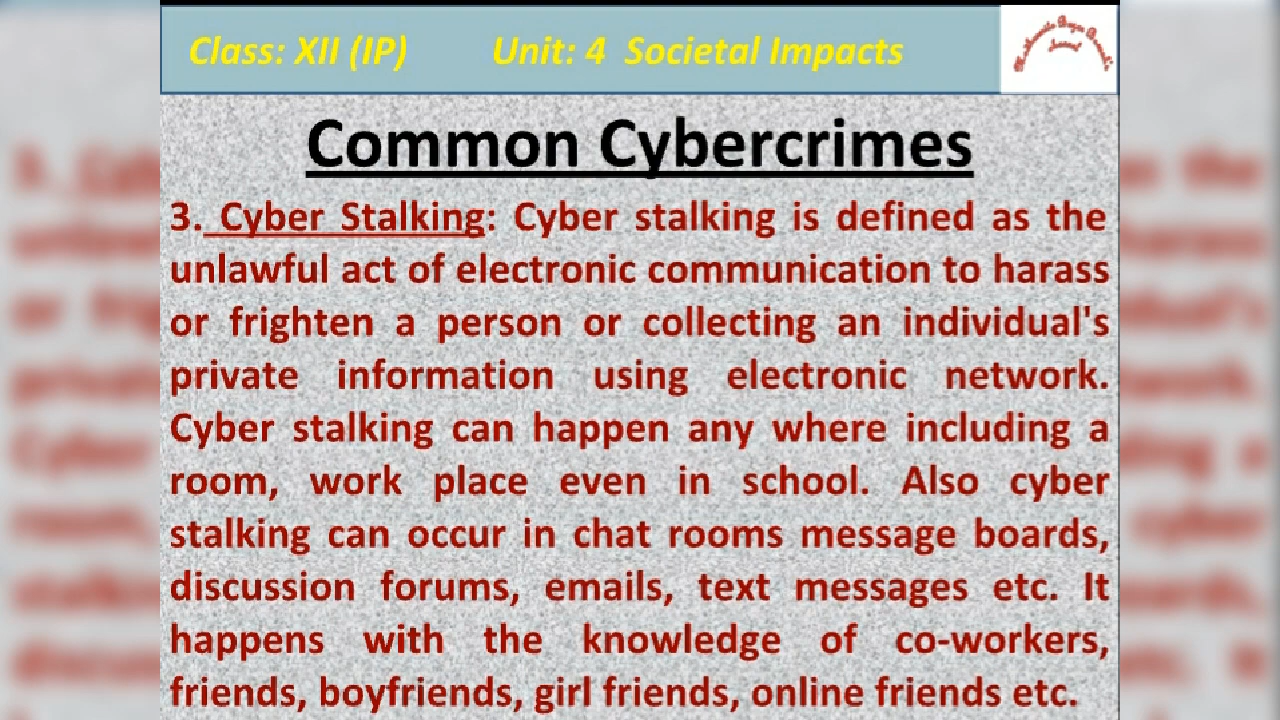 Class: XII (IP) Unit: 4 Societal Impacts
Common Cybercrimes
3. Cyber Stalking: Cyber stalking is defined as the
unlawful act of electronic communication to harass
or frighten a person or collecting an individual's
private information using electronic network.
Cyber stalking can happen any where including a
room, work place even in school. Also cyber
stalking can occur in chat rooms message boards,
discussion forums, emails, text messages etc. It
happens with the knowledge of co-workers,
friends, boyfriends, girl friends, online friends etc.